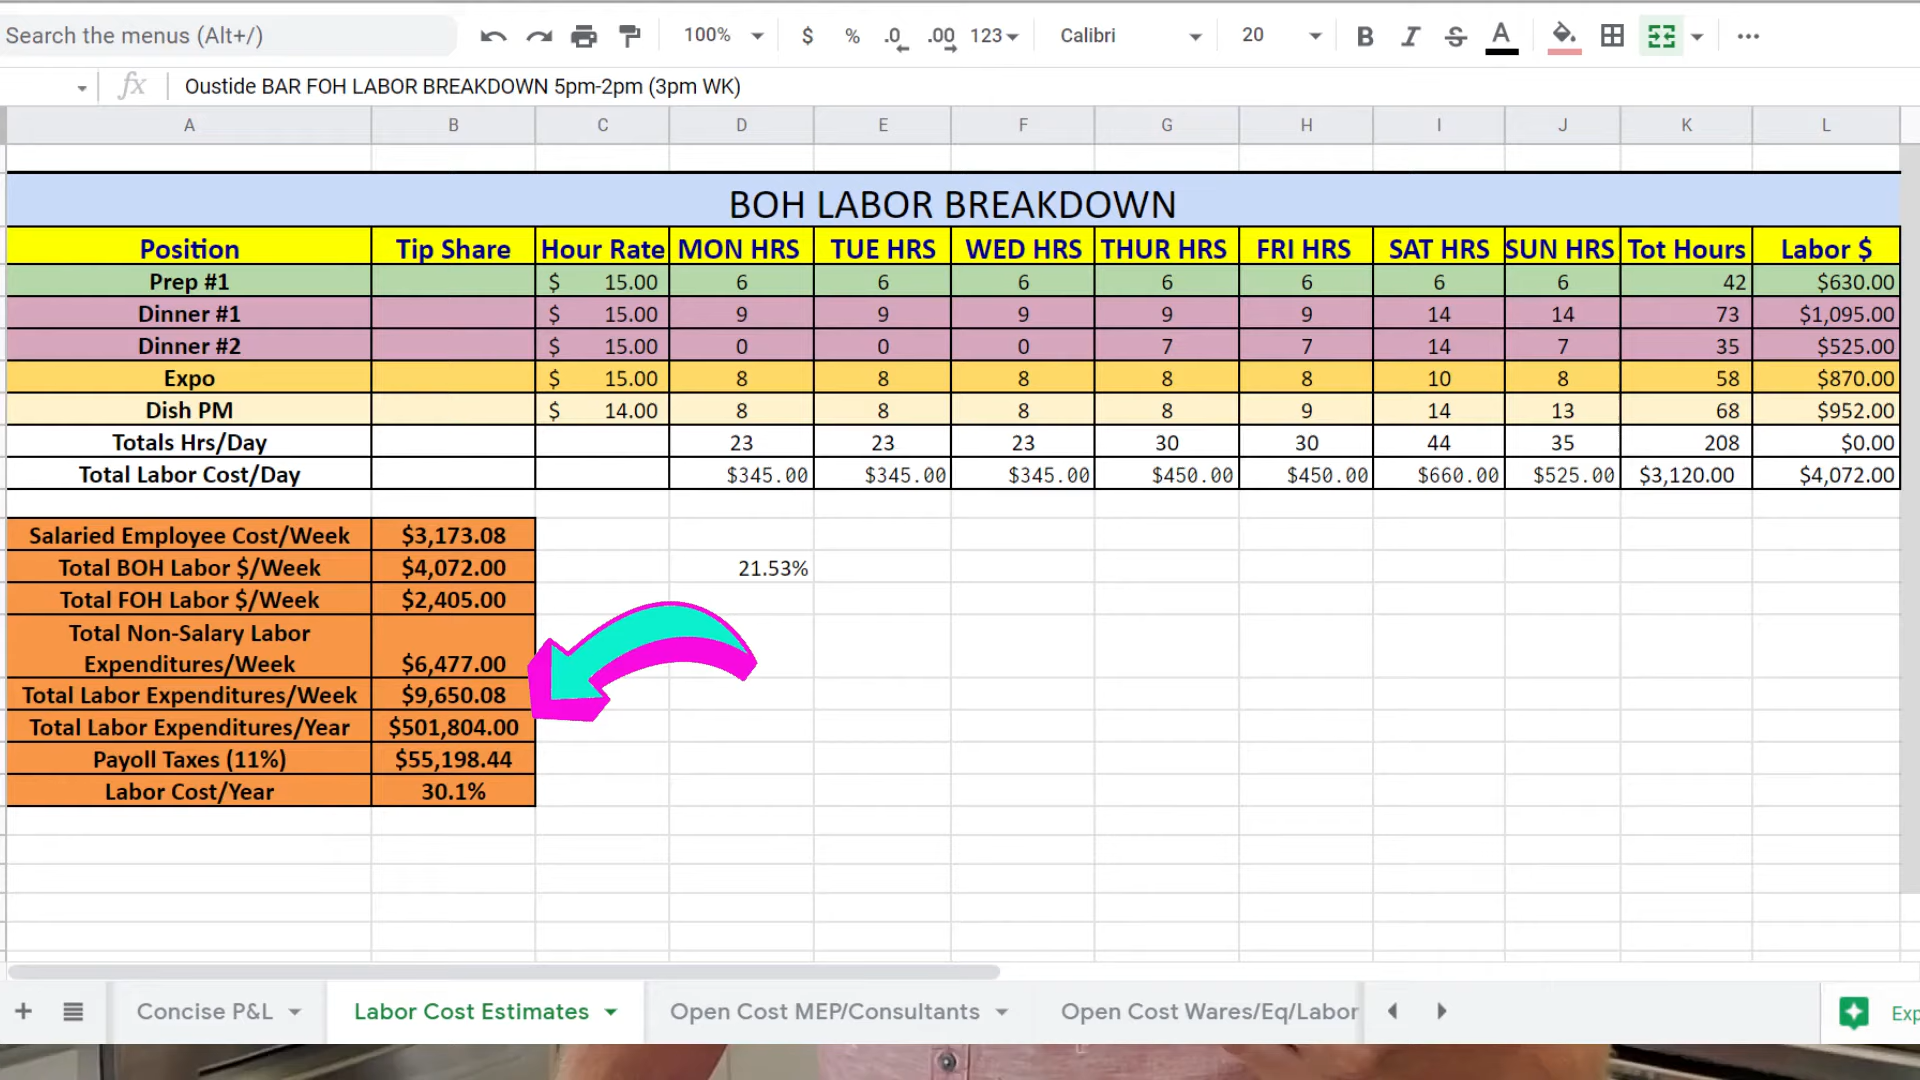 Search the menus (Alt+/)
100% $ % .0 .00 123 Calibri 20 B I S A
fx Oustide BAR FOH LABOR BREAKDOWN 5pm-2pm (3pm WK)
A B C D E F G H I J K L
BOH LABOR BREAKDOWN
Position Tip Share Hour Rate MON HRS TUE HRS WED HRS THUR HRS FRI HRS SAT HRS SUN HRS Tot Hours Labor $
Prep #1 $ 15.00 6 6 6 6 6 6 6 42 $630.00
Dinner #1 $ 15.00 9 9 9 9 9 14 14 73 $1,095.00
Dinner #2 $ 15.00 0 0 0 7 7 14 7 35 $525.00
Expo $ 15.00 8 8 8 8 8 10 8 58 $870.00
Dish PM $ 14.00 8 8 8 8 9 14 13 68 $952.00
Totals Hrs/Day 23 23 23 30 30 44 35 208 $0.00
Total Labor Cost/Day $345.00 $345.00 $345.00 $450.00 $450.00 $660.00 $525.00 $3,120.00 $4,072.00
Salaried Employee Cost/Week $3,173.08
Total BOH Labor $/Week $4,072.00 21.53%
Total FOH Labor $/Week $2,405.00
Total Non-Salary Labor
Expenditures/Week $6,477.00
Total Labor Expenditures/Week $9,650.08
Total Labor Expenditures/Year $501,804.00
Payoll Taxes (11%) $55,198.44
Labor Cost/Year 30.1%
Concise P&L Labor Cost Estimates Open Cost MEP/Consultants Open Cost Wares/Eq/Labor Exp